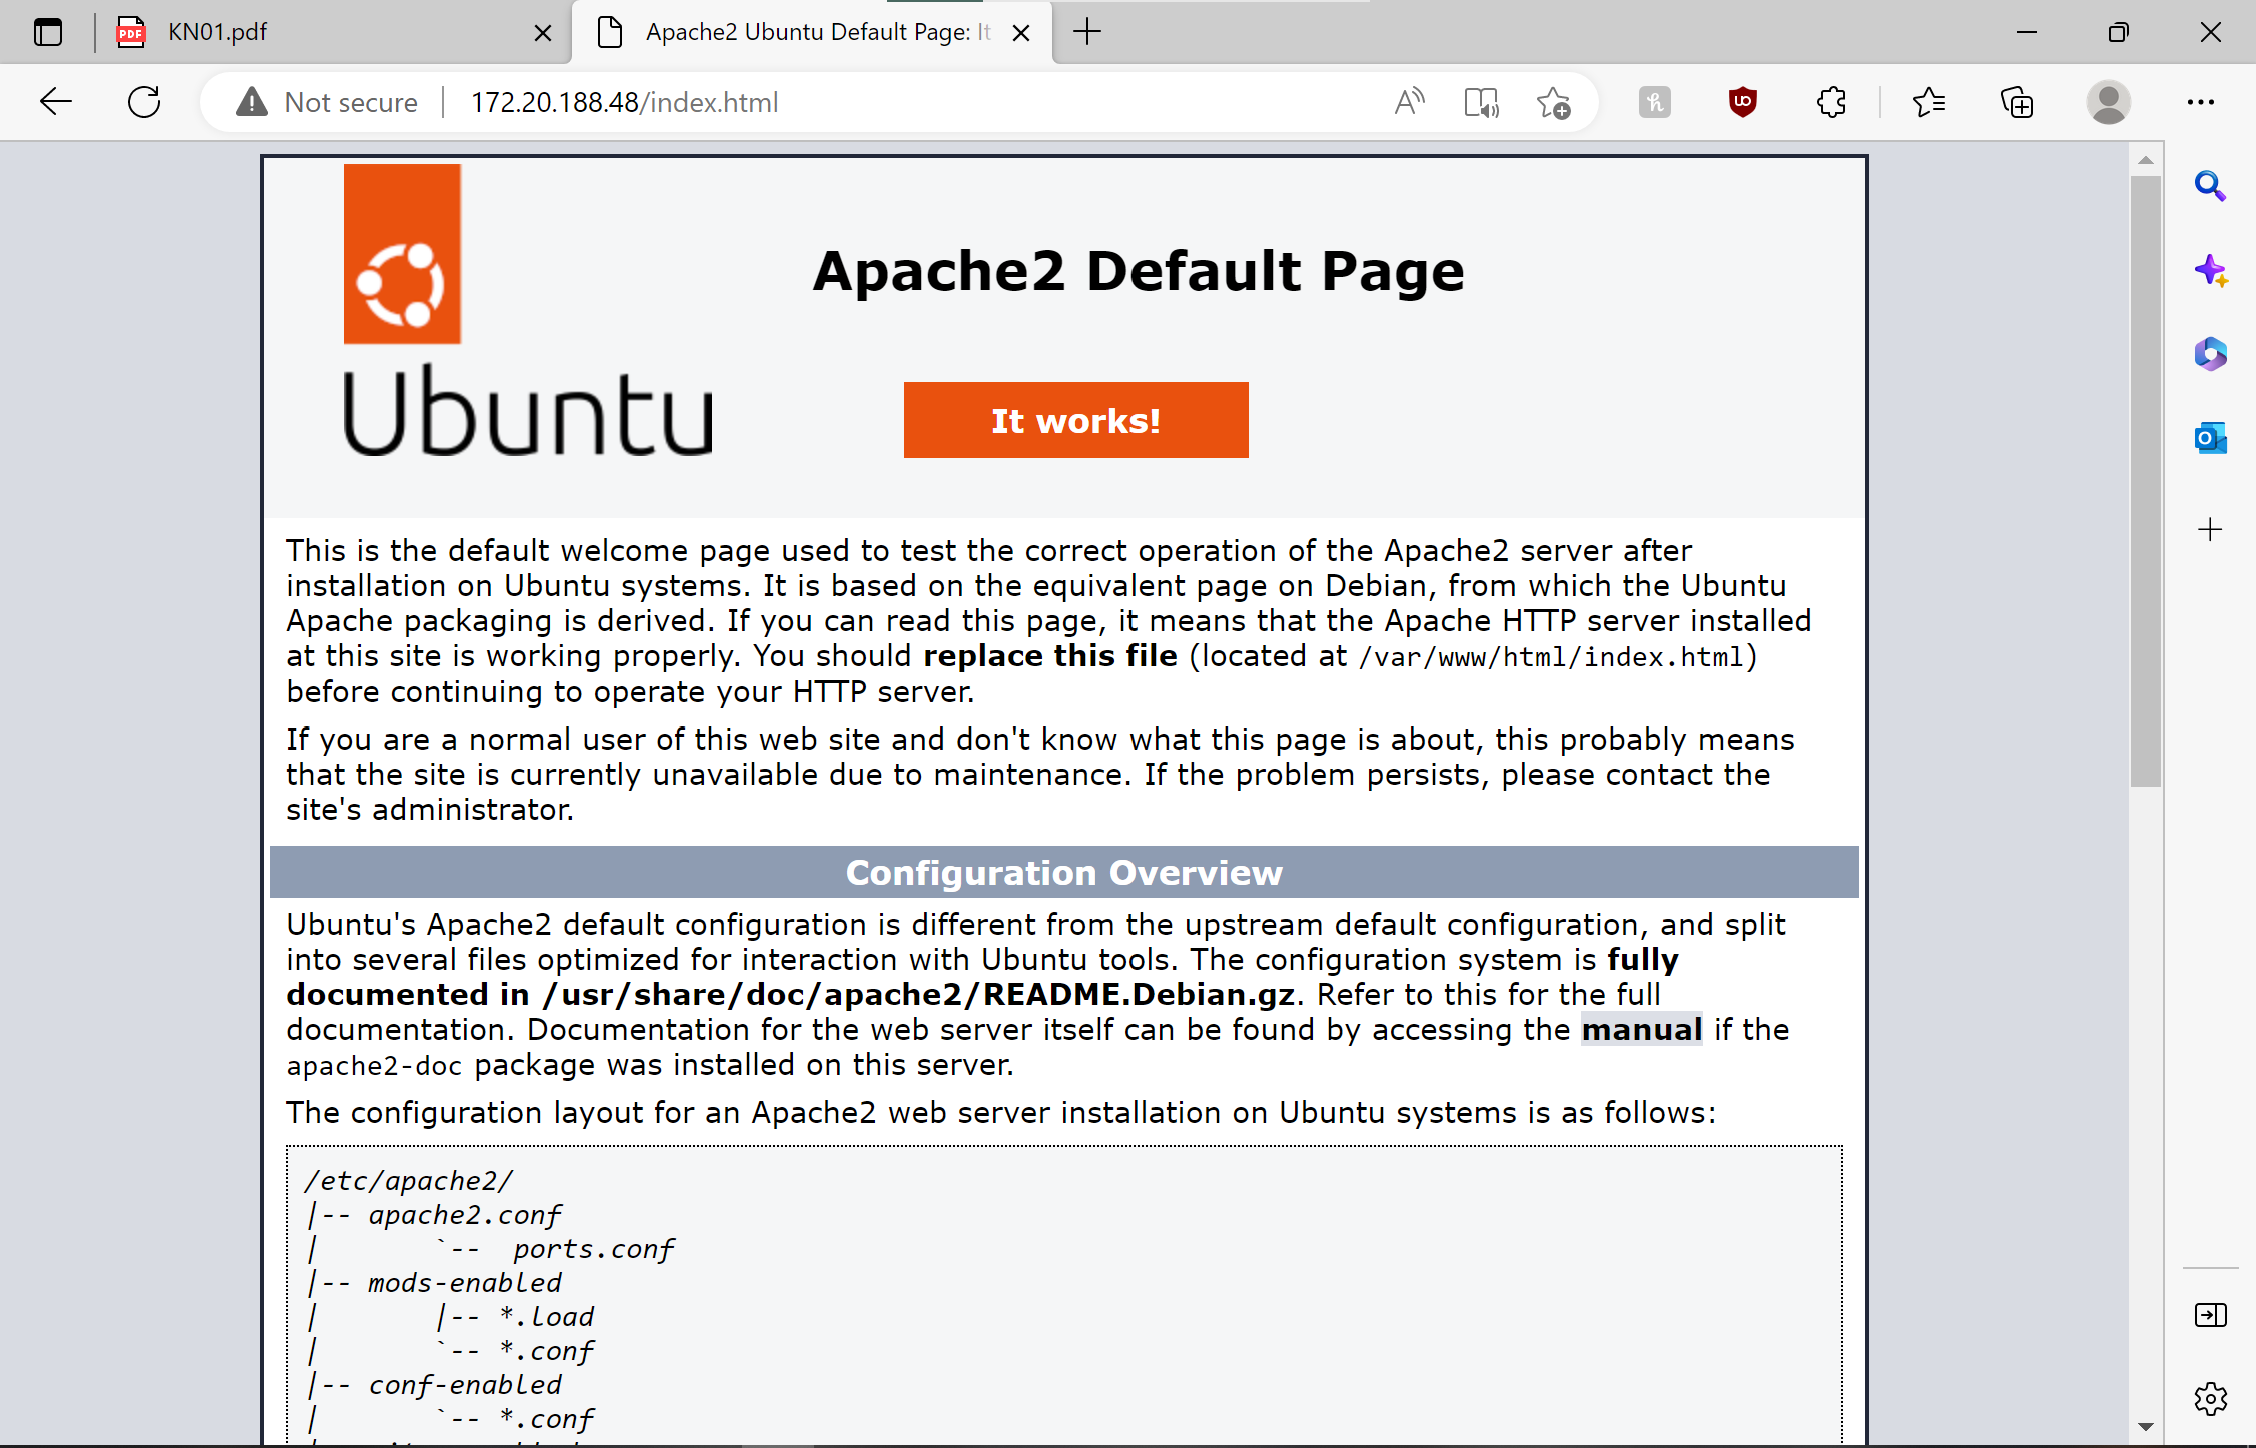 KN01.pdf
Apache2 Ubuntu Default Page: It
Not secure
172.20.188.48/index.html
Apache2 Default Page
Ubuntu
It works!
This is the default welcome page used to test the correct operation of the Apache2 server after
installation on Ubuntu systems. It is based on the equivalent page on Debian, from which the Ubuntu
Apache packaging is derived. If you can read this page, it means that the Apache HTTP server installed
at this site is working properly. You should replace this file (located at /var/www/html/index.html)
before continuing to operate your HTTP server.
If you are a normal user of this web site and don't know what this page is about, this probably means
that the site is currently unavailable due to maintenance. If the problem persists, please contact the
site's administrator.
Configuration Overview
Ubuntu's Apache2 default configuration is different from the upstream default configuration, and split
into several files optimized for interaction with Ubuntu tools. The configuration system is fully
documented in /usr/share/doc/apache2/README.Debian.gz. Refer to this for the full
documentation. Documentation for the web server itself can be found by accessing the manual if the
apache2-doc package was installed on this server.
The configuration layout for an Apache2 web server installation on Ubuntu systems is as follows:
/etc/apache2/
|-- apache2.conf
|       `--  ports.conf
|-- mods-enabled
|       |-- *.load
|       `-- *.conf
|-- conf-enabled
|       `-- *.conf